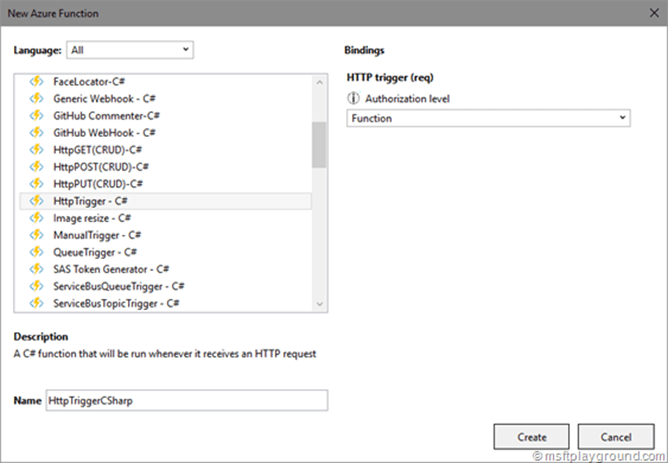 New Azure Function
Language: All
Bindings
HTTP trigger (req)
Authorization level
Function
FaceLocator-C#
Generic Webhook - C#
GitHub Commenter-C#
GitHub WebHook - C#
HttpGET(CRUD)-C#
HttpPOST(CRUD)-C#
HttpPUT(CRUD)-C#
HttpTrigger - C#
Image resize - C#
ManualTrigger - C#
QueueTrigger - C#
SAS Token Generator - C#
ServiceBusQueueTrigger - C#
ServiceBusTopicTrigger - C#
Description
A C# function that will be run whenever it receives an HTTP request
Name HttpTriggerCSharp
Create Cancel
© msftplayground.com